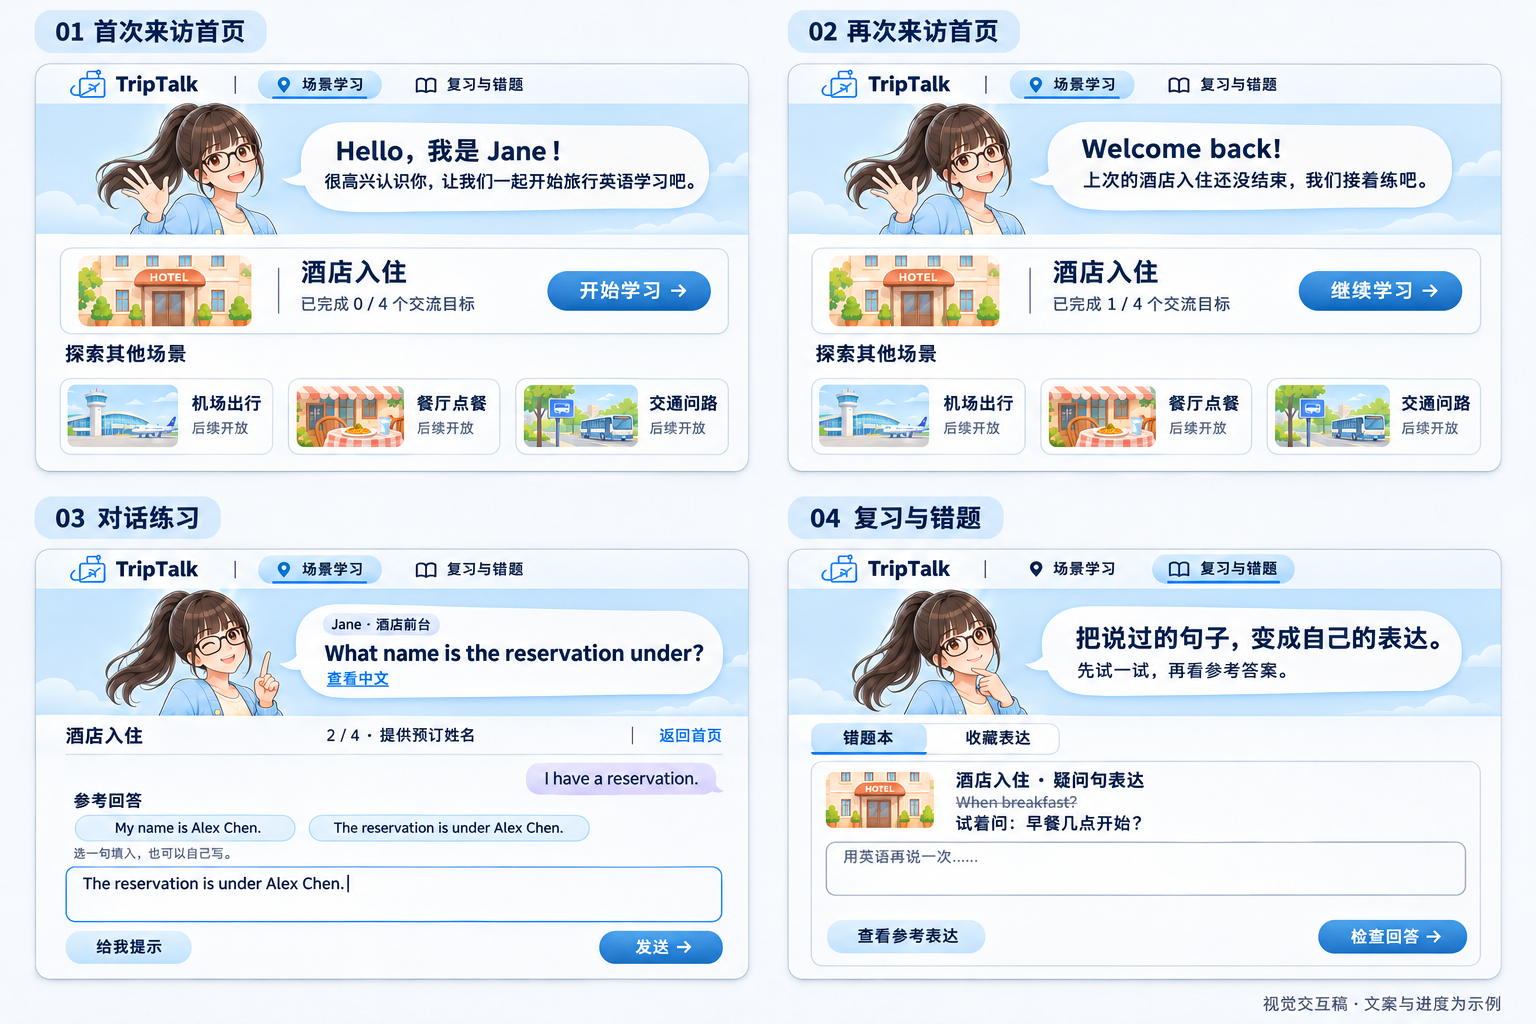 01 首次来访首页
TripTalk | 场景学习 复习与错题
Hello，我是 Jane！
很高兴认识你，让我们一起开始旅行英语学习吧。
HOTEL
酒店入住
已完成 0 / 4 个交流目标
开始学习 →
探索其他场景
机场出行
后续开放
餐厅点餐
后续开放
交通问路
后续开放
02 再次来访首页
TripTalk | 场景学习 复习与错题
Welcome back!
上次的酒店入住还没结束，我们接着练吧。
HOTEL
酒店入住
已完成 1 / 4 个交流目标
继续学习 →
探索其他场景
机场出行
后续开放
餐厅点餐
后续开放
交通问路
后续开放
03 对话练习
TripTalk | 场景学习 复习与错题
Jane · 酒店前台
What name is the reservation under?
查看中文
酒店入住 2 / 4 · 提供预订姓名 | 返回首页
I have a reservation.
参考回答
My name is Alex Chen. The reservation is under Alex Chen.
选一句填入，也可以自己写。
The reservation is under Alex Chen.
给我提示 发送 →
04 复习与错题
TripTalk | 场景学习 复习与错题
把说过的句子，变成自己的表达。
先试一试，再看参考答案。
错题本 收藏表达
HOTEL
酒店入住 · 疑问句表达
When breakfast?
试着问：早餐几点开始？
用英语再说一次……
查看参考表达 检查回答 →
视觉交互稿 · 文案与进度为示例